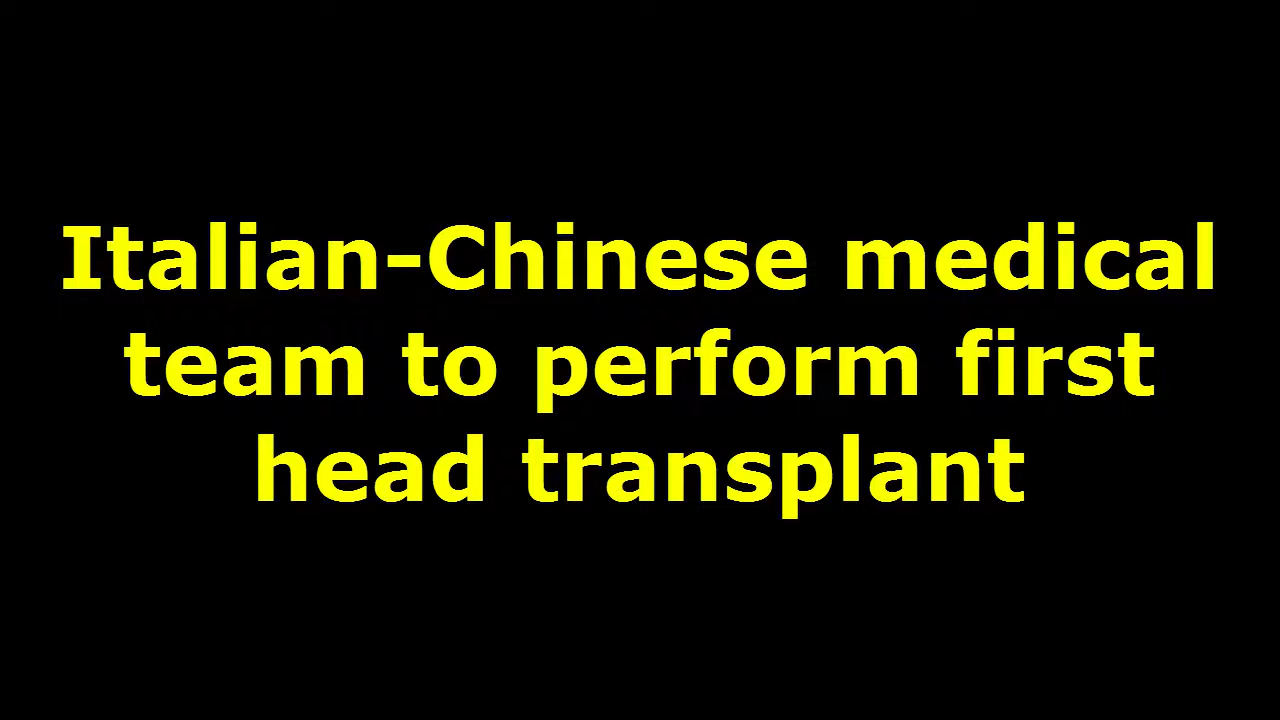 Italian-Chinese medical
team to perform first
head transplant